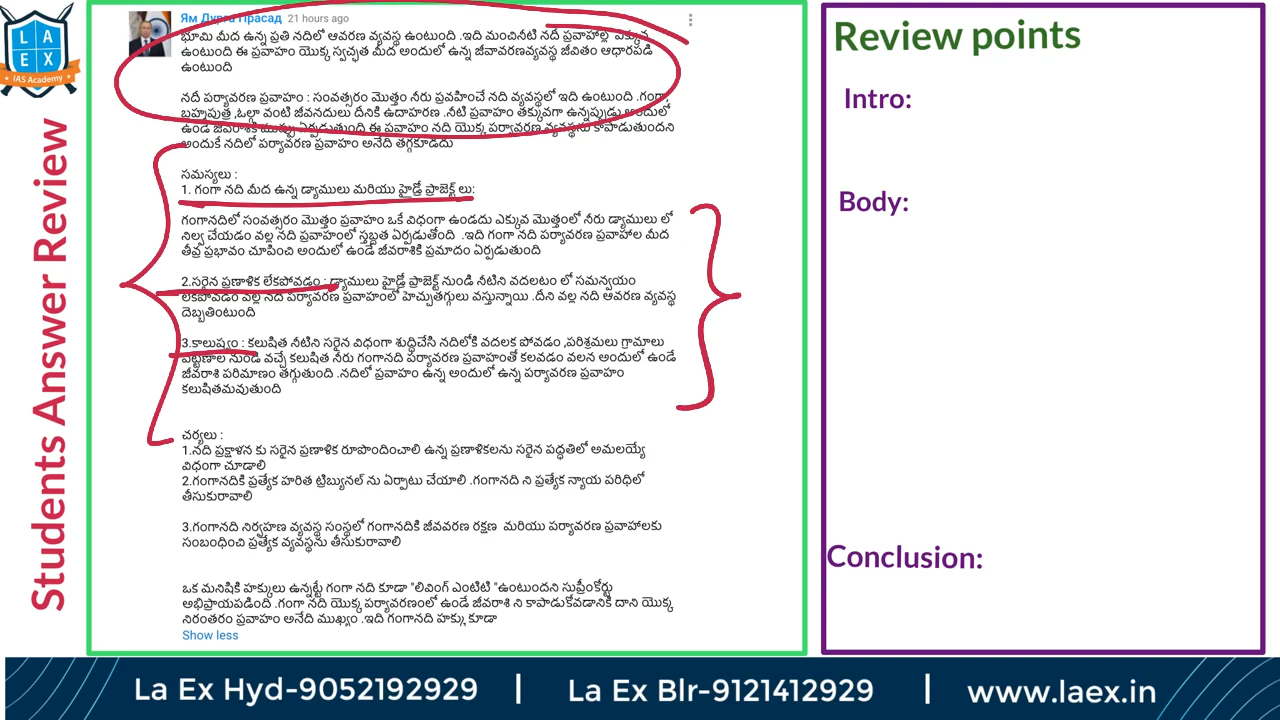 LA
EX
IAS Academy
Students Answer Review
Ям Дурга Прасад 21 hours ago
భూమి మీద ఉన్న ప్రతి నదిలో ఆవరణ వ్యవస్థ ఉంటుంది .ఇది మంచినీటి నదీ ప్రవాహాల్లో ఎక్కువ
ఉంటుంది ఈ ప్రవాహం యొక్క స్వచ్ఛత మీద అందులో ఉన్న జీవావరణవ్యవస్థ జీవితం ఆధారపడి
ఉంటుంది
నదీ పర్యావరణ ప్రవాహం : సంవత్సరం మొత్తం నీరు ప్రవహించే నది వ్యవస్థలో ఇది ఉంటుంది .గంగా,
బ్రహ్మపుత్ర ,ఓల్గా వంటి జీవనదులు దీనికి ఉదాహరణ .నీటి ప్రవాహం తక్కువగా ఉన్నప్పుడు అందులో
ఉండే జీవరాశికి ముప్పు ఏర్పడుతుంది ఈ ప్రవాహం నది యొక్క పర్యావరణ వ్యవస్థను కాపాడుతుందని
అందుకే నదిలో పర్యావరణ ప్రవాహం అనేది తగ్గకూడదు
సమస్యలు :
1. గంగా నది మీద ఉన్న డ్యాములు మరియు హైడ్రో ప్రాజెక్ట్ లు:
గంగానదిలో సంవత్సరం మొత్తం ప్రవాహం ఒకే విధంగా ఉండదు ఎక్కువ మొత్తంలో నీరు డ్యాములు లో
నిల్వ చేయడం వల్ల నది ప్రవాహంలో స్తబ్దత ఏర్పడుతోంది .ఇది గంగా నది పర్యావరణ ప్రవాహాల మీద
తీవ్ర ప్రభావం చూపించి అందులో ఉండే జీవరాశికి ప్రమాదం ఏర్పడుతుంది
2.సరైన ప్రణాళిక లేకపోవడం : డ్యాములు హైడ్రో ప్రాజెక్ట్ నుండి నీటిని వదలటం లో సమన్వయం
లేకపోవడం వల్ల నది పర్యావరణ ప్రవాహంలో హెచ్చుతగ్గులు వస్తున్నాయి .దీని వల్ల నది ఆవరణ వ్యవస్థ
దెబ్బతింటుంది
3.కాలుష్యం : కలుషిత నీటిని సరైన విధంగా శుద్ధిచేసి నదిలోకి వదలక పోవడం ,పరిశ్రమలు గ్రామాలు
పట్టణాల నుండి వచ్చే కలుషిత నీరు గంగానది పర్యావరణ ప్రవాహంతో కలవడం వలన అందులో ఉండే
జీవరాశి పరిమాణం తగ్గుతుంది .నదిలో ప్రవాహం ఉన్న అందులో ఉన్న పర్యావరణ ప్రవాహం
కలుషితమవుతుంది
చర్యలు :
1.నది ప్రక్షాళన కు సరైన ప్రణాళిక రూపొందించాలి ఉన్న ప్రణాళికలను సరైన పద్ధతిలో అమలయ్యే
విధంగా చూడాలి
2.గంగానదికి ప్రత్యేక హరిత ట్రిబ్యునల్ ను ఏర్పాటు చేయాలి .గంగానది ని ప్రత్యేక న్యాయ పరిధిలో
తీసుకురావాలి
3.గంగానది నిర్వహణ వ్యవస్థ సంస్థలో గంగానదికి జీవవరణ రక్షణ మరియు పర్యావరణ ప్రవాహాలకు
సంబంధించి ప్రత్యేక వ్యవస్థను తీసుకురావాలి
ఒక మనిషికి హక్కులు ఉన్నట్టే గంగా నది కూడా "లివింగ్ ఎంటిటి "ఉంటుందని సుప్రీంకోర్టు
అభిప్రాయపడింది .గంగా నది యొక్క పర్యావరణంలో ఉండే జీవరాశి ని కాపాడుకోవడానికి దాని యొక్క
నిరంతరం ప్రవాహం అనేది ముఖ్యం .ఇది గంగానది హక్కు కూడా
Show less
Review points
Intro:
Body:
Conclusion:
La Ex Hyd-9052192929 | La Ex Blr-9121412929 | www.laex.in